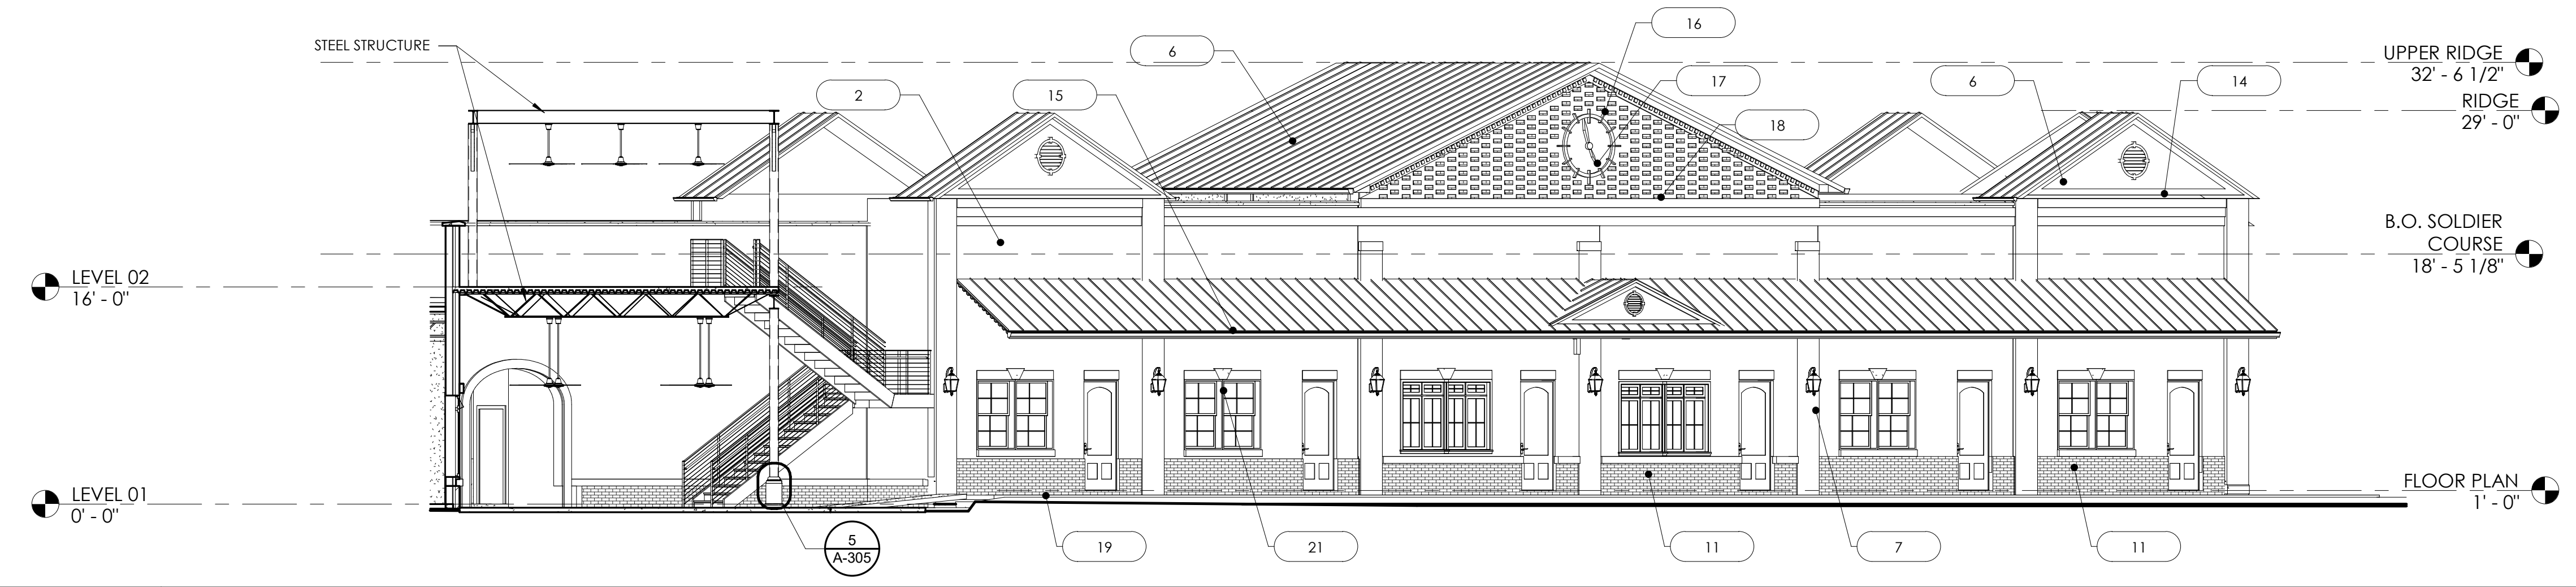 16
STEEL STRUCTURE
6
UPPER RIDGE
32' - 6 1/2"
2
15
17
6
14
RIDGE
29' - 0"
18
B.O. SOLDIER
COURSE
18' - 5 1/8"
LEVEL 02
16' - 0"
LEVEL 01
0' - 0"
FLOOR PLAN
1' - 0"
5
A-305
19
21
11
7
11